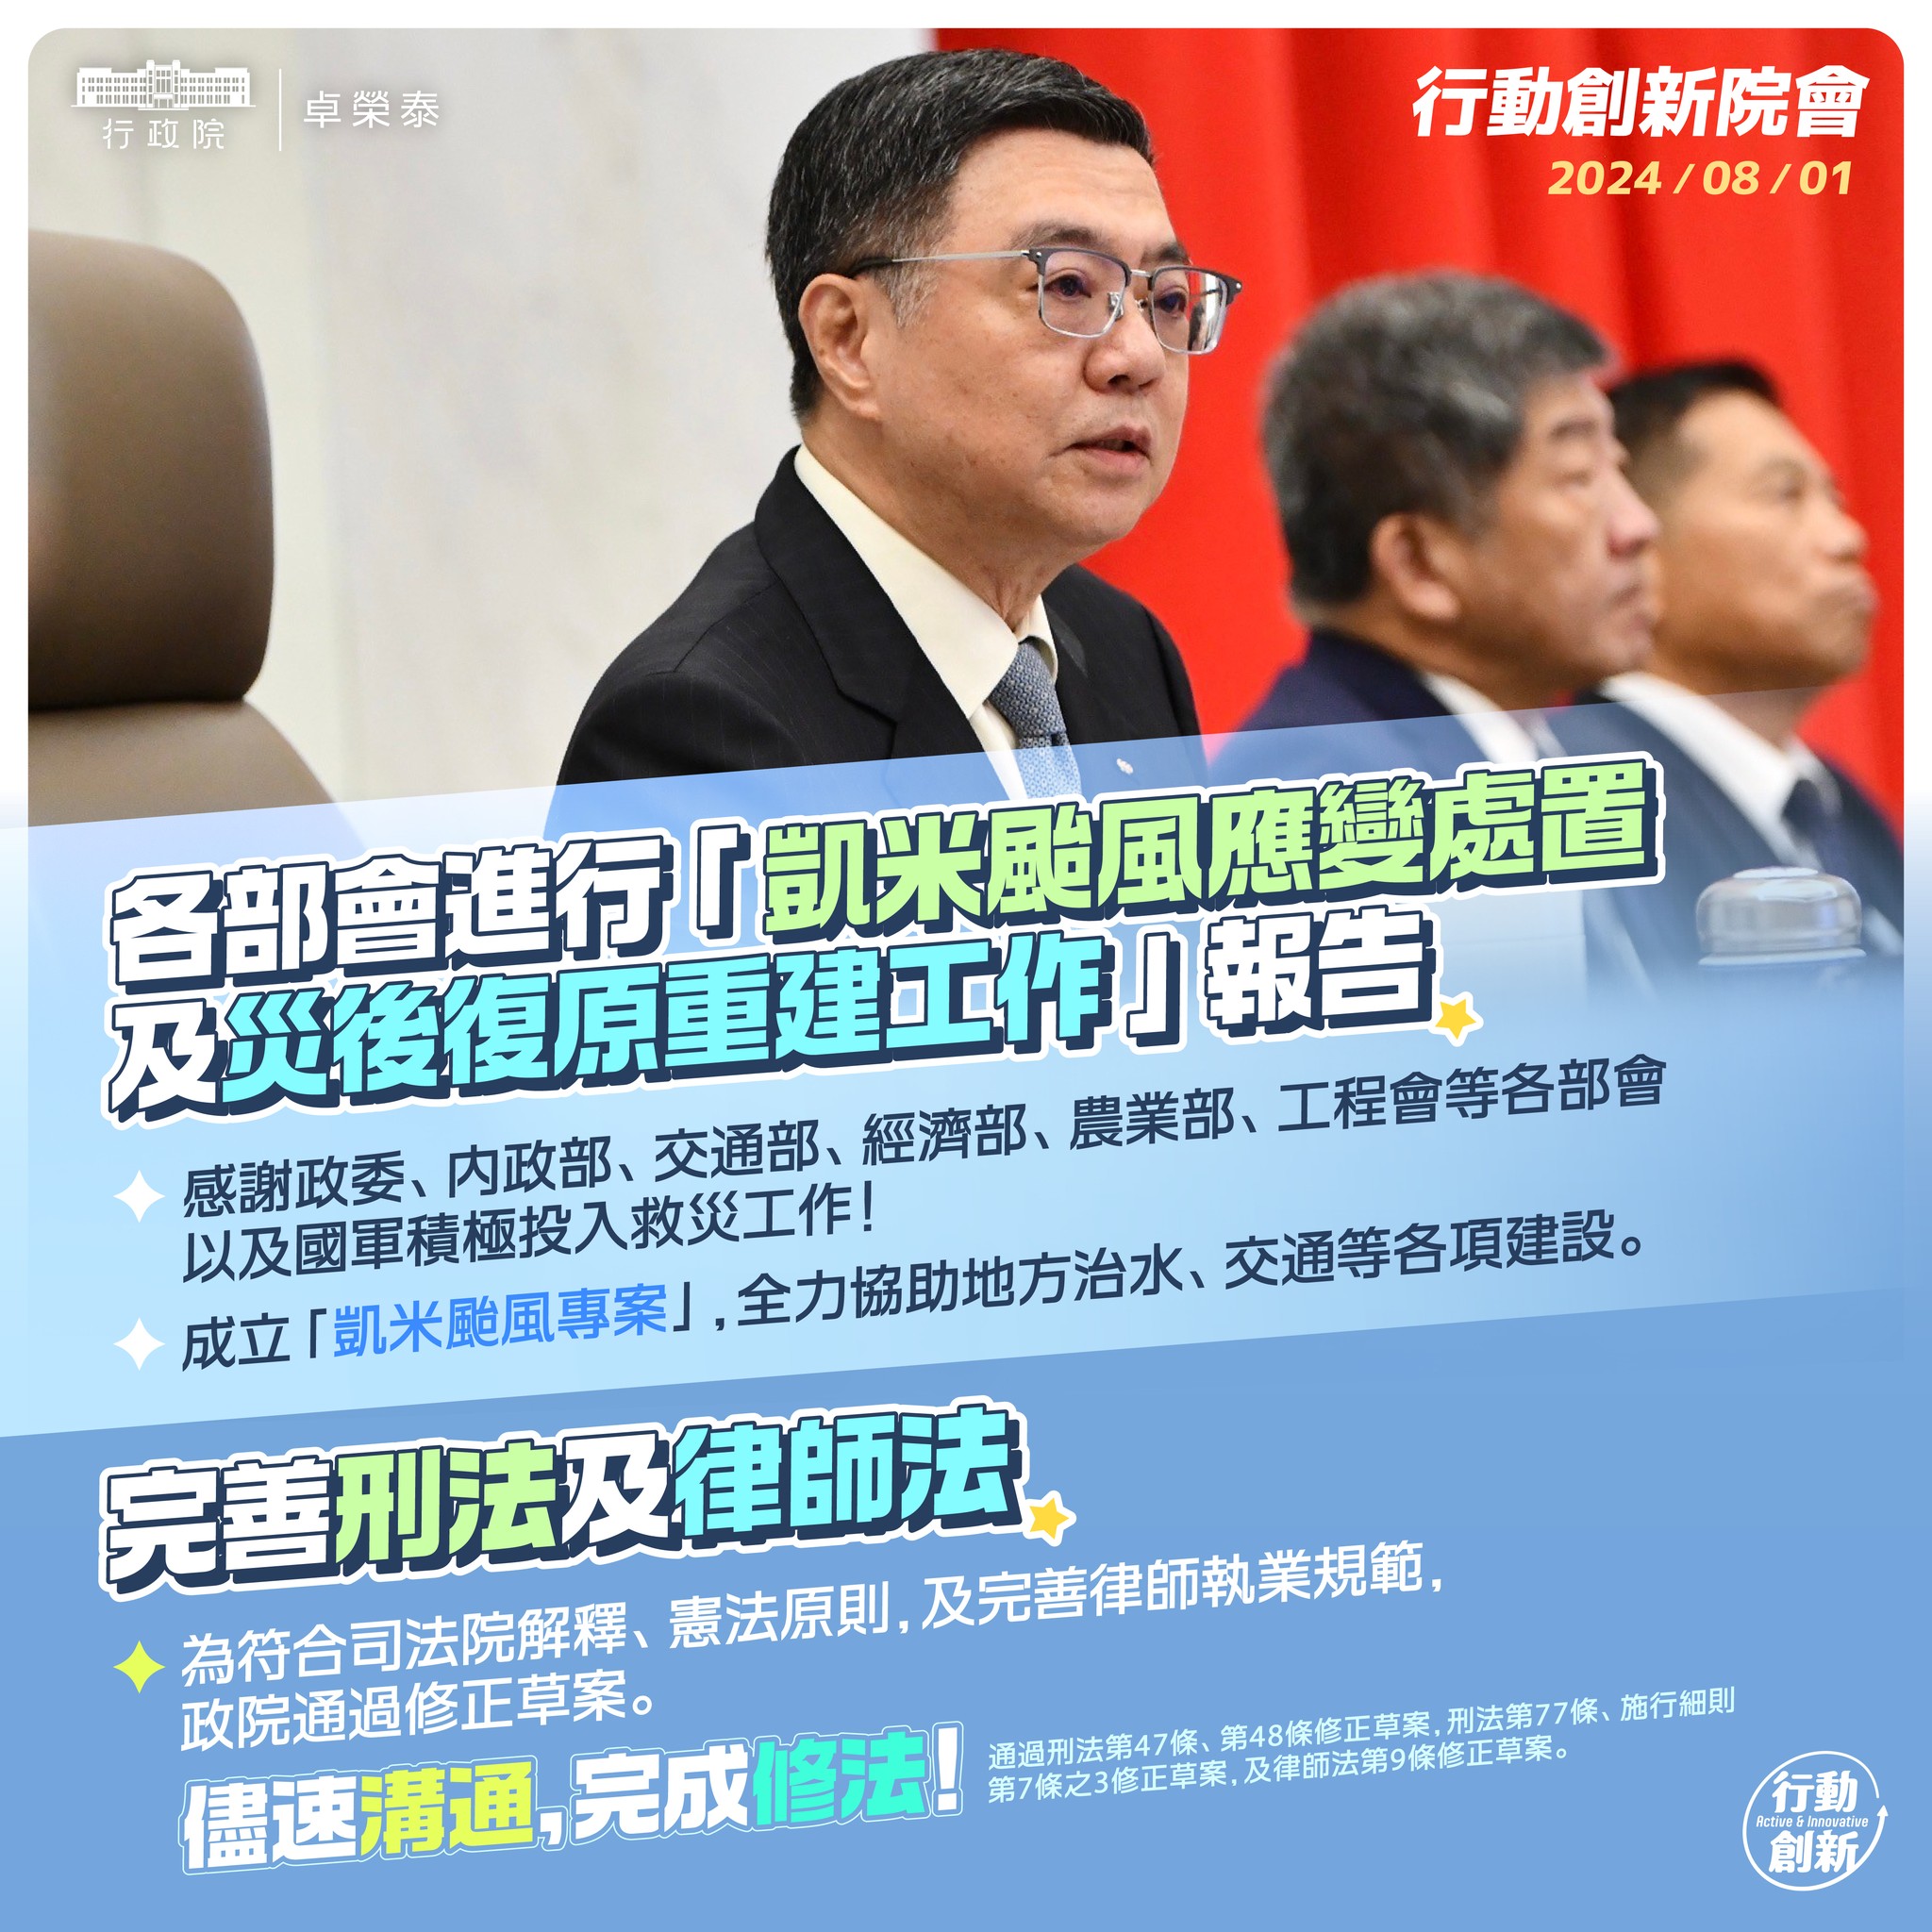 行政院
卓榮泰
行動創新院會
2024/08/01
各部會進行「凱米颱風應變處置
及災後復原重建工作」報告
感謝政委、內政部、交通部、經濟部、農業部、工程會等各部會
以及國軍積極投入救災工作!
成立「凱米颱風專案」,全力協助地方治水、交通等各項建設。
完善刑法及律師法
為符合司法院解釋、憲法原則,及完善律師執業規範,
政院通過修正草案。
儘速溝通,完成修法!
通過刑法第47條、第48條修正草案,刑法第77條、施行細則
第7條之3修正草案,及律師法第9條修正草案。
行動
Active & Innovative
創新